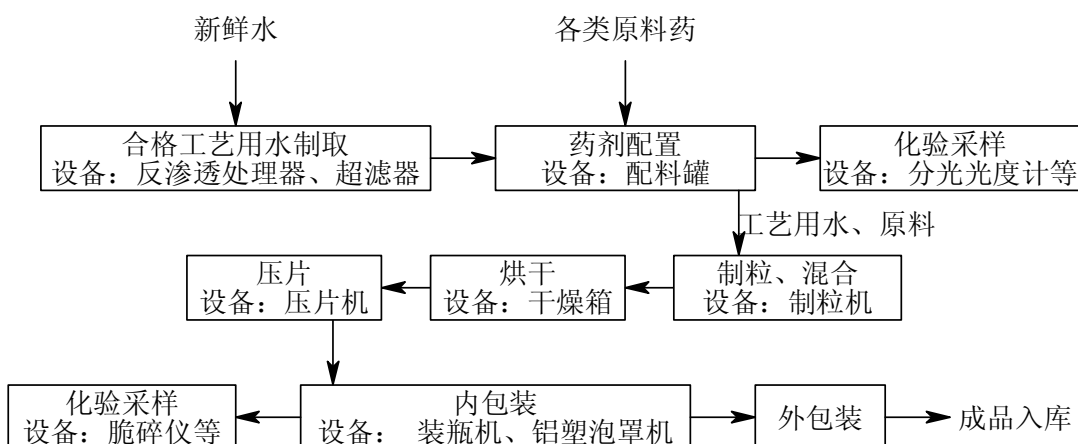 新鲜水
各类原料药
合格工艺用水制取
设备：反渗透处理器、超滤器
药剂配置
设备：配料罐
化验采样
设备：分光光度计等
工艺用水、原料
压片
设备：压片机
烘干
设备：干燥箱
制粒、混合
设备：制粒机
化验采样
设备：脆碎仪等
内包装
设备： 装瓶机、铝塑泡罩机
外包装
成品入库